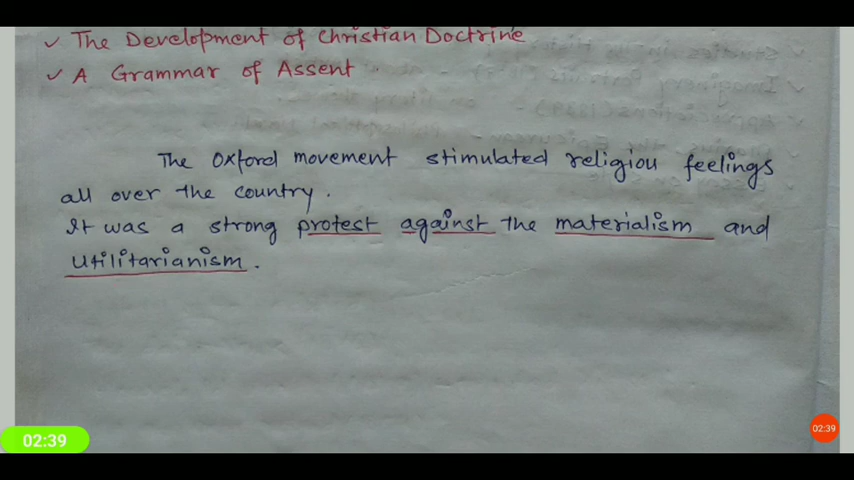 ✓ The Development of Christian Doctrine
✓ A Grammar of Assent
The Oxford movement stimulated religiou feelings
all over the country.
It was a strong protest against the materialism and
utilitarianism.
02:39
02:39